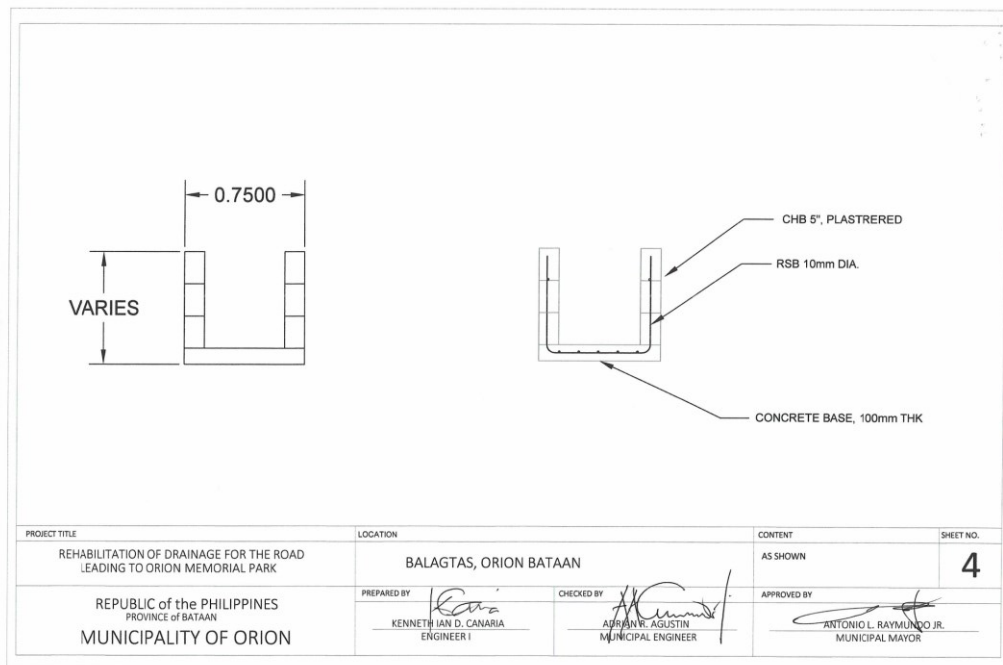 0.7500
VARIES
CHB 5", PLASTRERED
RSB 10mm DIA.
CONCRETE BASE, 100mm THK
PROJECT TITLE
REHABILITATION OF DRAINAGE FOR THE ROAD
LEADING TO ORION MEMORIAL PARK
LOCATION
BALAGTAS, ORION BATAAN
CONTENT
AS SHOWN
SHEET NO.
4
REPUBLIC of the PHILIPPINES
PROVINCE of BATAAN
MUNICIPALITY OF ORION
PREPARED BY
KENNETH IAN D. CANARIA
ENGINEER I
CHECKED BY
ADRIAN R. AGUSTIN
MUNICIPAL ENGINEER
APPROVED BY
ANTONIO L. RAYMUNDO JR.
MUNICIPAL MAYOR